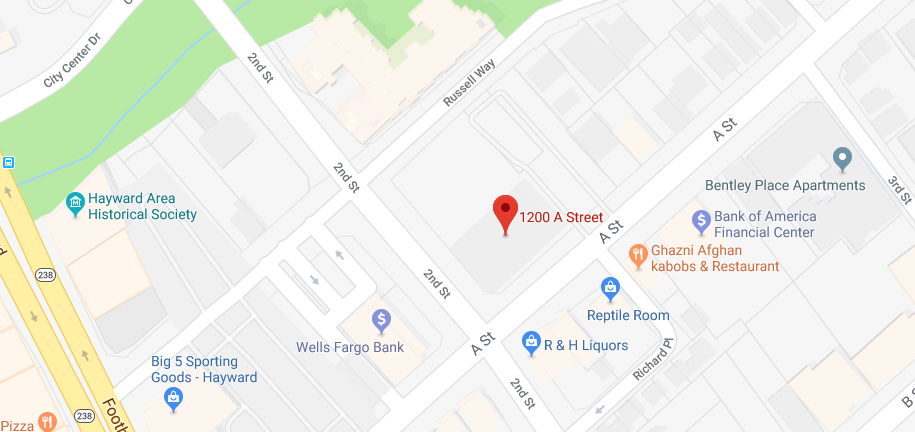 City Center Dr
2nd St
Russell Way
A St
3rd St
2nd St
Bentley Place Apartments
Hayward Area
Historical Society
1200 A Street
Bank of America
Financial Center
A St
Ghazni Afghan
kabobs & Restaurant
238
2nd St
Reptile Room
Wells Fargo Bank
A St
R & H Liquors
Richard Pl
Big 5 Sporting
Goods - Hayward
2nd St
B S
238
Footh
Pizza